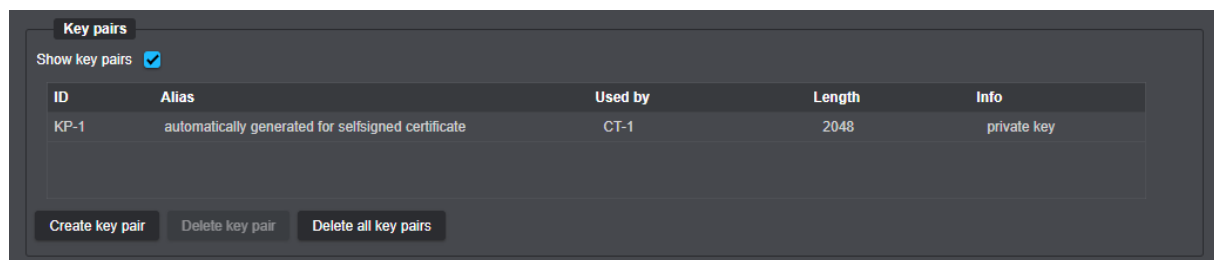 Key pairs
Show key pairs
ID Alias Used by Length Info
KP-1 automatically generated for selfsigned certificate CT-1 2048 private key
Create key pair Delete key pair Delete all key pairs